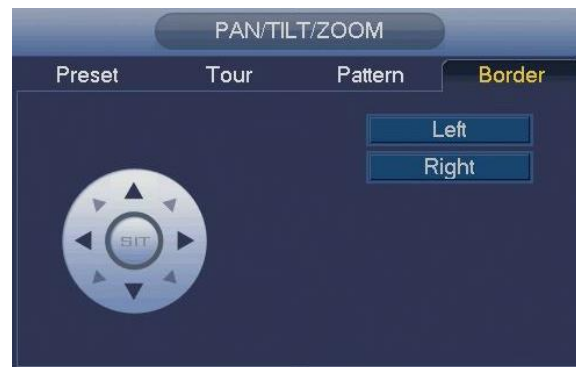 PAN/TILT/ZOOM
Preset Tour Pattern Border
Left
Right
SIT